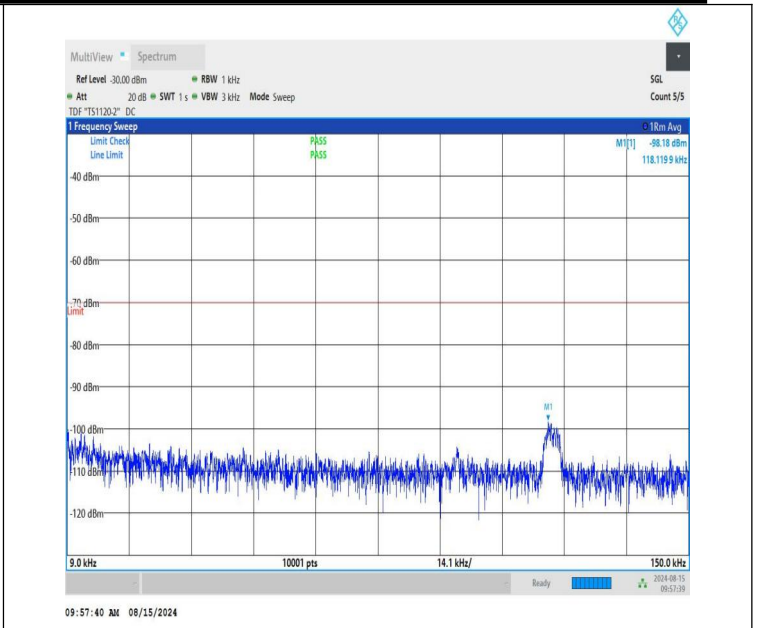 MultiView Spectrum
Ref Level -30.00 dBm RBW 1 kHz SGL
Att 20 dB SWT 1 s VBW 3 kHz Mode Sweep Count 5/5
TDF "TS1120-2" DC
1 Frequency Sweep 1Rm Avg
Limit Check PASS M1[1] -98.18 dBm
Line Limit PASS 118.119 9 kHz
-40 dBm
-50 dBm
-60 dBm
-70 dBm
Limit
-80 dBm
-90 dBm
M1
-100 dBm
-110 dBm
-120 dBm
9.0 kHz 10001 pts 14.1 kHz/ 150.0 kHz
Ready 2024-08-15
09:57:39
09:57:40 AM 08/15/2024